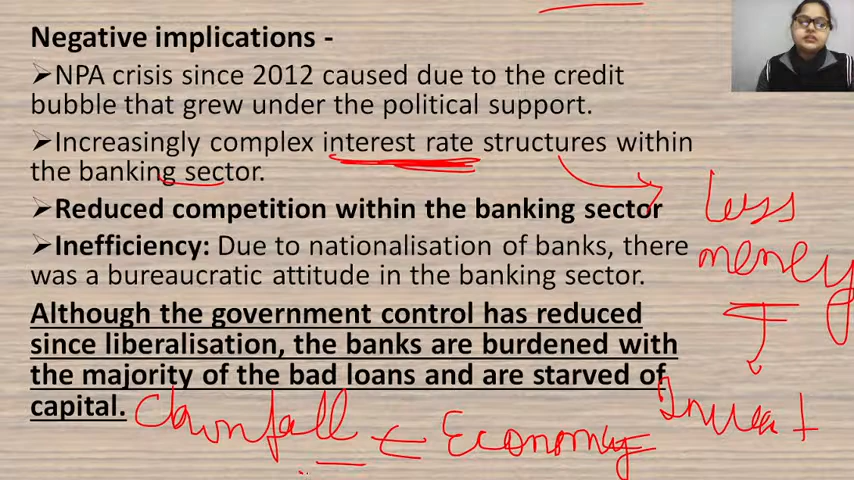 Negative implications -
➢NPA crisis since 2012 caused due to the credit
bubble that grew under the political support.
➢Increasingly complex interest rate structures within
the banking sector.
➢Reduced competition within the banking sector
➢Inefficiency: Due to nationalisation of banks, there
was a bureaucratic attitude in the banking sector.
Although the government control has reduced
since liberalisation, the banks are burdened with
the majority of the bad loans and are starved of
capital.
less
money
Invest
Economy
Downfall